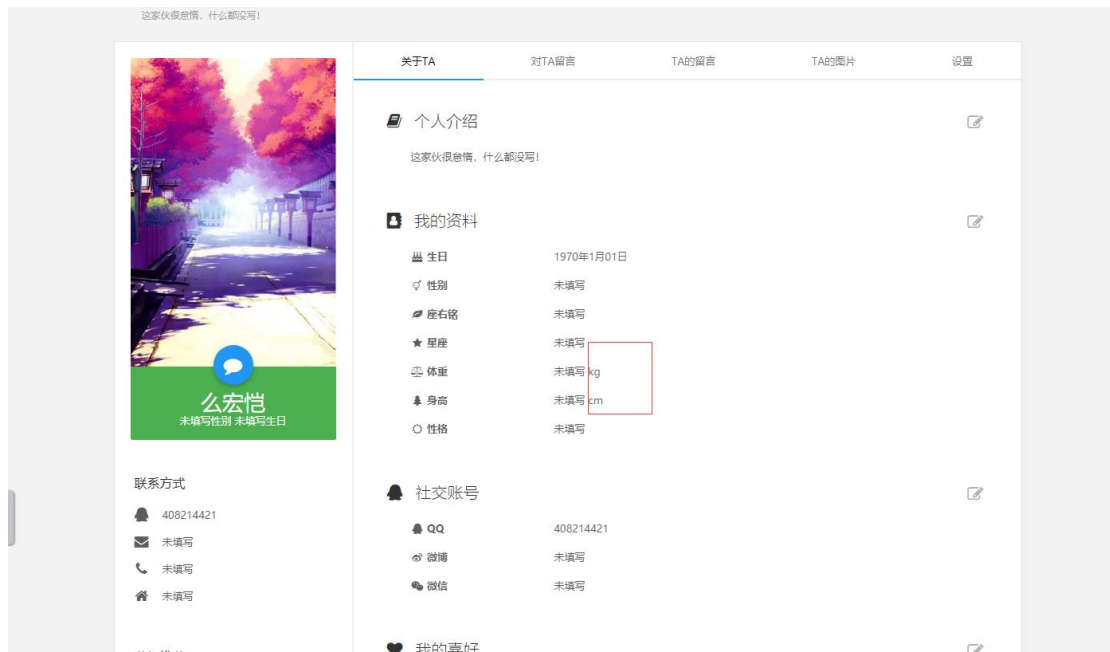 这家伙很怠惰，什么都没写！
关于TA
对TA留言
TA的留言
TA的图片
设置
么宏恺
未填写性别 未填写生日
联系方式
408214421
未填写
未填写
未填写
个人介绍
这家伙很怠惰，什么都没写！
我的资料
生日 1970年1月01日
性别 未填写
座右铭 未填写
星座 未填写
体重 未填写 kg
身高 未填写 cm
性格 未填写
社交账号
QQ 408214421
微博 未填写
微信 未填写
我的喜好